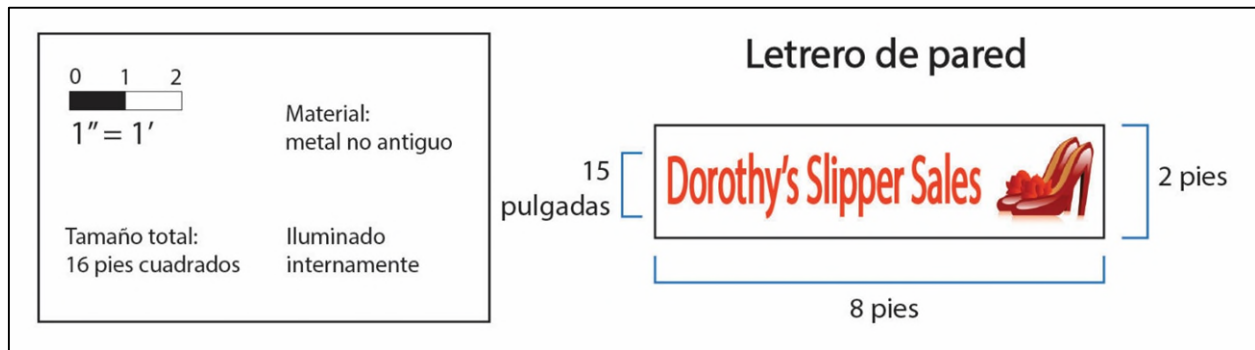 0 1 2
1" = 1'
Material:
metal no antiguo
Tamaño total:
16 pies cuadrados
Iluminado
internamente
Letrero de pared
15
pulgadas
Dorothy's Slipper Sales
2 pies
8 pies